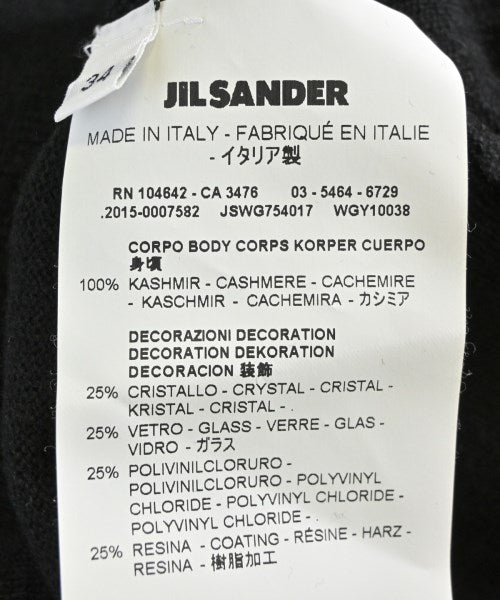 34
JIL SANDER
MADE IN ITALY - FABRIQUÉ EN ITALIE
- イタリア製
RN 104642 - CA 3476 03 - 5464 - 6729
.2015-0007582 JSWG754017 WGY10038
CORPO BODY CORPS KORPER CUERPO
身頃
100% KASHMIR - CASHMERE - CACHEMIRE
- KASCHMIR - CACHEMIRA - カシミア
DECORAZIONI DECORATION
DECORATION DEKORATION
DECORACION 装飾
25% CRISTALLO - CRYSTAL - CRISTAL -
KRISTAL - CRISTAL - .
25% VETRO - GLASS - VERRE - GLAS -
VIDRO - ガラス
25% POLIVINILCLORURO -
POLIVINILCLORURO - POLYVINYL
CHLORIDE - POLYVINYL CHLORIDE -
POLYVINYL CHLORIDE - .
25% RESINA - COATING - RÉSINE - HARZ -
RESINA - 樹脂加工